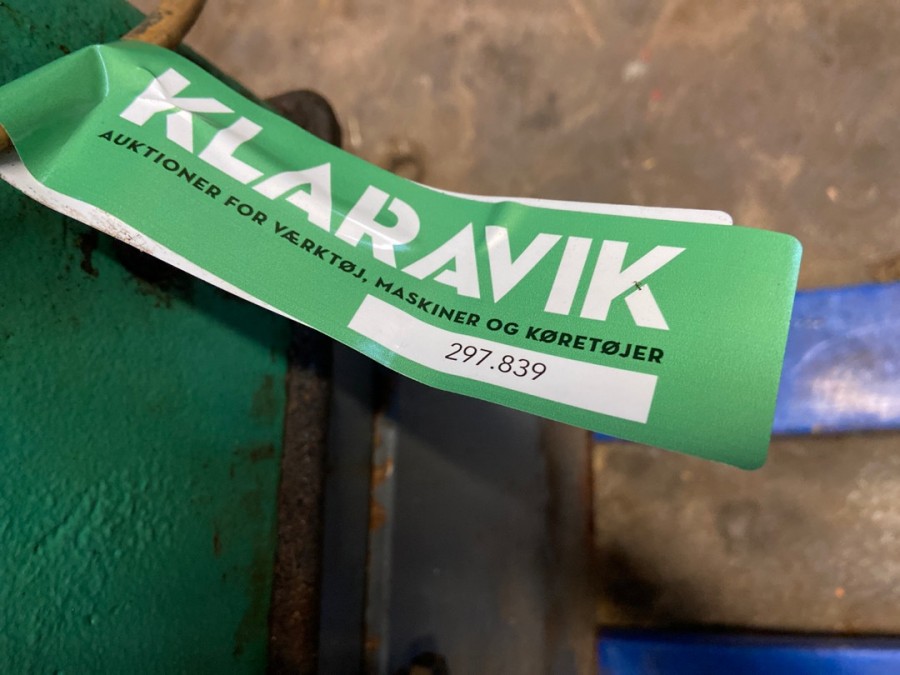 KLARAVIK
AUKTIONER FOR VÆRKTØJ, MASKINER OG KØRETØJER
297.839